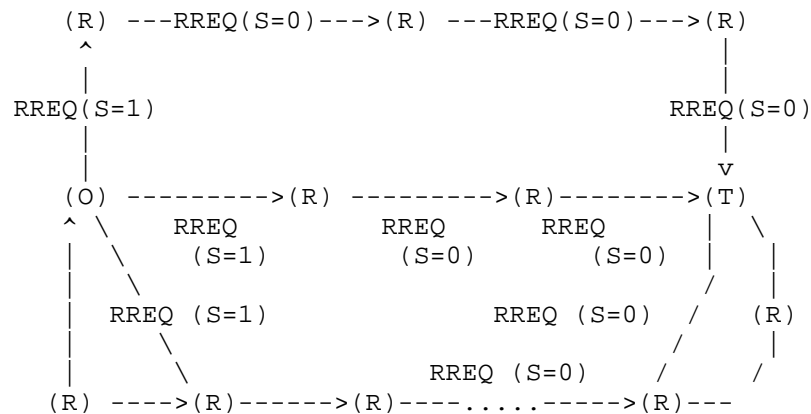 (R) ---RREQ(S=0)--->(R) ---RREQ(S=0)--->(R)
^ |
| |
RREQ(S=1) RREQ(S=0)
| |
| v
(O) --------->(R) --------->(R)-------->(T)
^ \ RREQ RREQ RREQ | \
| \ (S=1) (S=0) (S=0) | |
| \ / |
| RREQ (S=1) RREQ (S=0) / (R)
| \ / |
| \ RREQ (S=0) / /
(R) ---->(R)------>(R)----.....----->(R)---